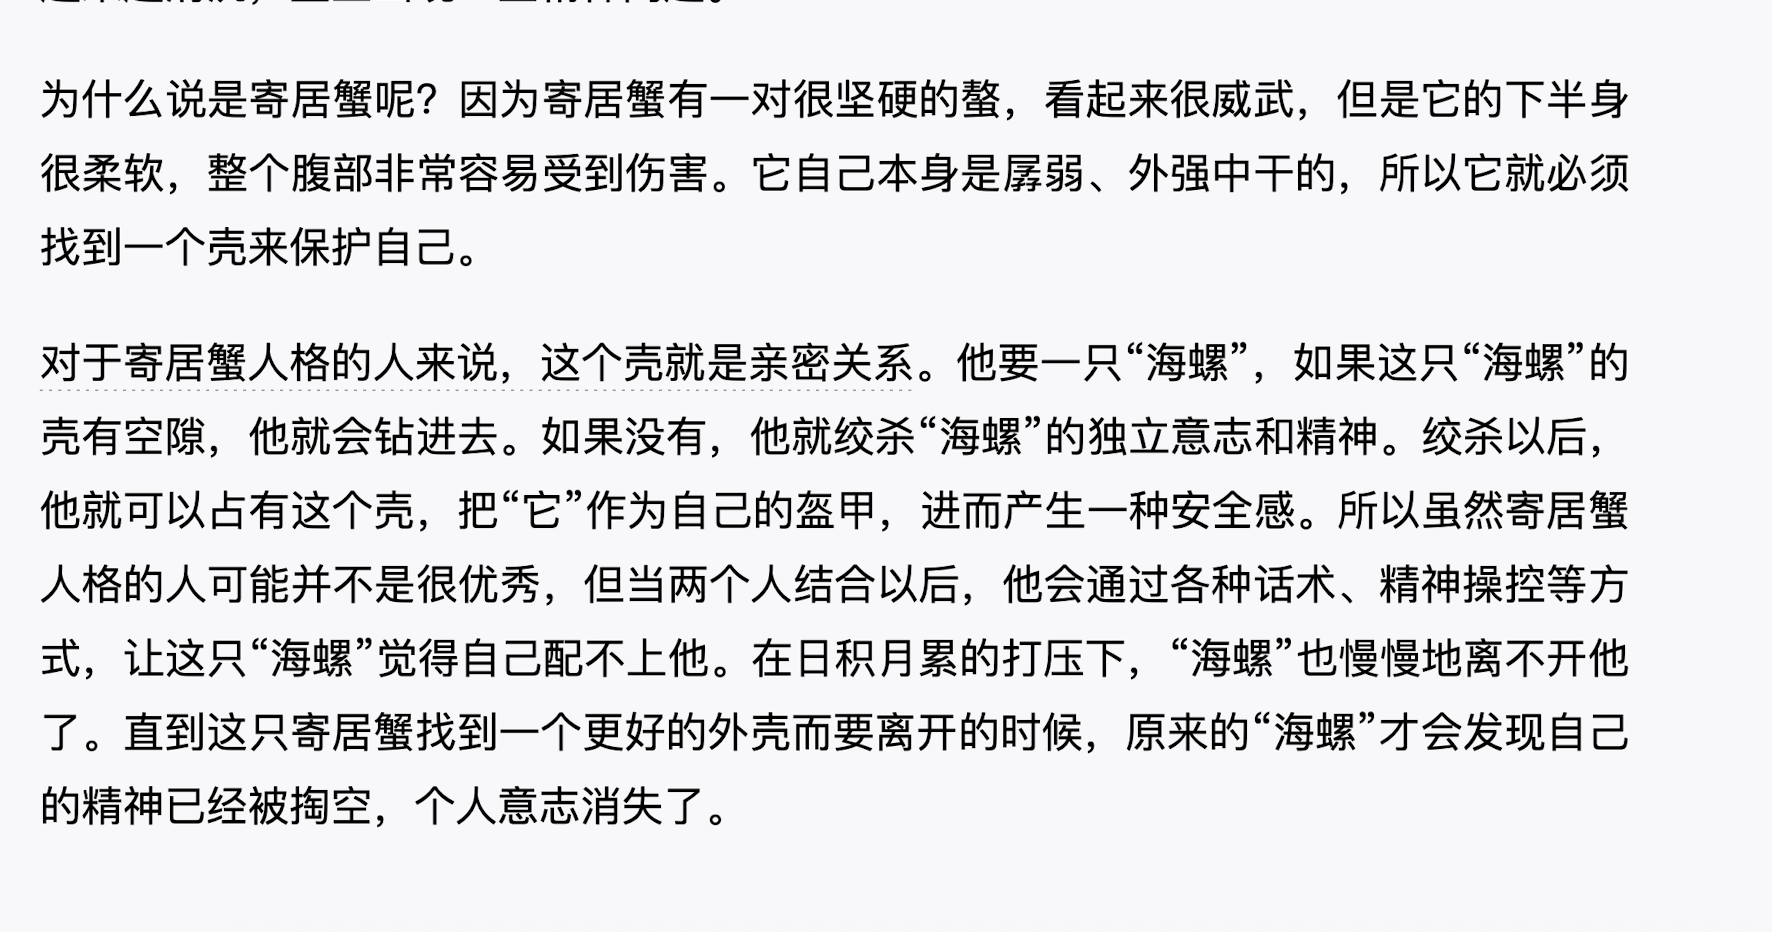 为什么说是寄居蟹呢？因为寄居蟹有一对很坚硬的螯，看起来很威武，但是它的下半身
很柔软，整个腹部非常容易受到伤害。它自己本身是孱弱、外强中干的，所以它就必须
找到一个壳来保护自己。
对于寄居蟹人格的人来说，这个壳就是亲密关系。他要一只“海螺”，如果这只“海螺”的
壳有空隙，他就会钻进去。如果没有，他就绞杀“海螺”的独立意志和精神。绞杀以后，
他就可以占有这个壳，把“它”作为自己的盔甲，进而产生一种安全感。所以虽然寄居蟹
人格的人可能并不是很优秀，但当两个人结合以后，他会通过各种话术、精神操控等方
式，让这只“海螺”觉得自己配不上他。在日积月累的打压下，“海螺”也慢慢地离不开他
了。直到这只寄居蟹找到一个更好的外壳而要离开的时候，原来的“海螺”才会发现自己
的精神已经被掏空，个人意志消失了。